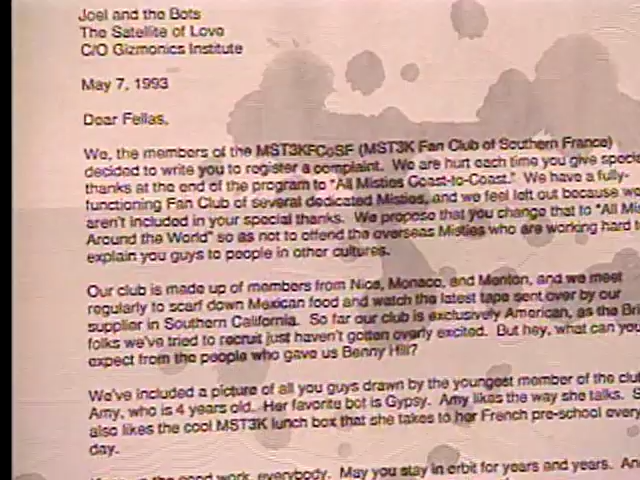 Joel and the Bots
The Satellite of Love
C/O Gizmonics Institute
May 7, 1993
Dear Fellas,
We, the members of the MST3KFCoSF (MST3K Fan Club of Southern France)
decided to write you to register a complaint. We are hurt each time you give
thanks at the end of the program to "All Misties Coast-to-Coast." We have a fully-
functioning Fan Club of several dedicated Misties, and we feel left out because
aren't included in your special thanks. We propose that you change that to "All
Around the World" so as not to offend the overseas Misties who are working hard
explain you guys to people in other cultures.
Our club is made up of members from Nice, Monaco, and Menton, and we meet
regularly to scarf down Mexican food and watch the latest tape sent over by our
supplier in Southern California. So far our club is exclusively American, as the
folks we've tried to recruit just haven't gotten overly excited. But hey, what can you
expect from the people who gave us Benny Hill?
We've included a picture of all you guys drawn by the youngest member of the
Amy, who is 4 years old. Her favorite bot is Gypsy. Amy likes the way she talks.
also likes the cool MST3K lunch box that she takes to her French pre-school every
day.
good work, everybody. May you stay in orbit for years and years.